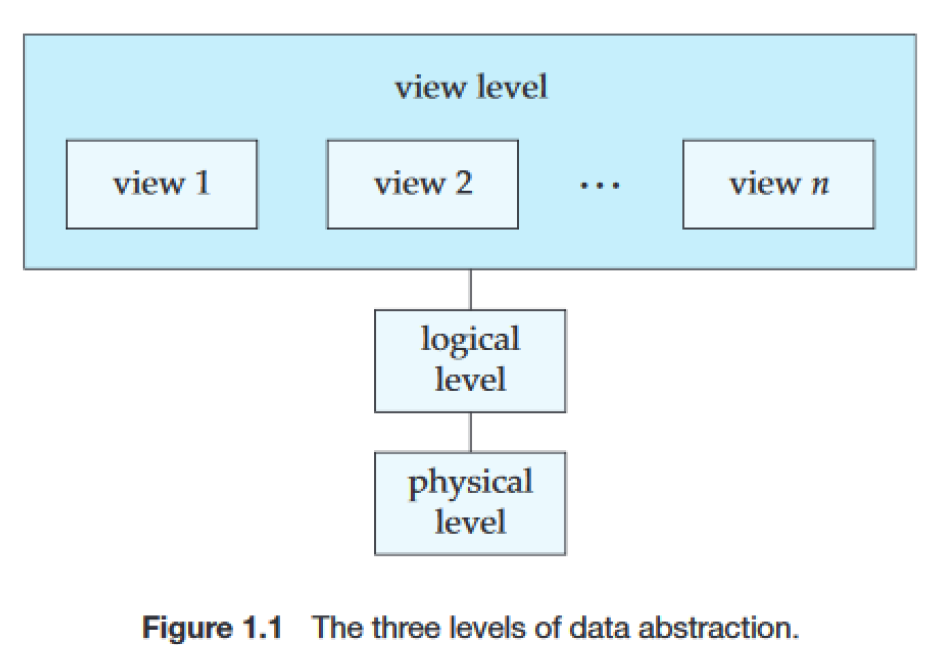 view level
view 1
view 2
...
view n
logical
level
physical
level
Figure 1.1 The three levels of data abstraction.